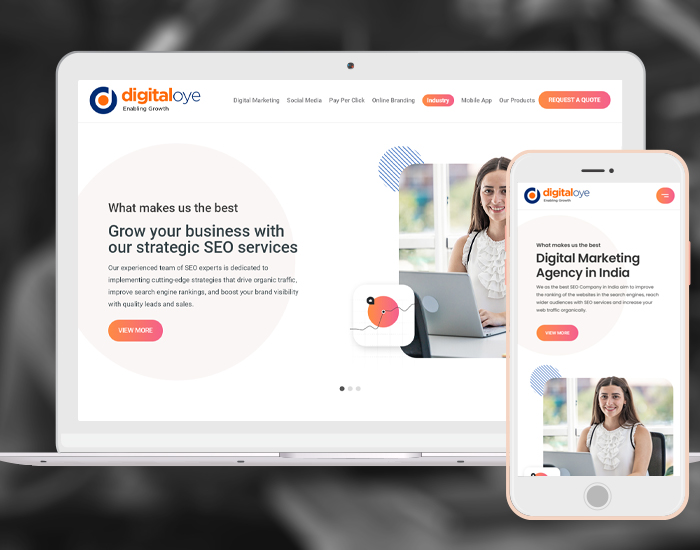 digitaloye
Enabling Growth
Digital Marketing Social Media Pay Per Click Online Branding Industry Mobile App Our Products REQUEST A QUOTE
What makes us the best
Grow your business with
our strategic SEO services
Our experienced team of SEO experts is dedicated to
implementing cutting-edge strategies that drive organic traffic,
improve search engine rankings, and boost your brand visibility
with quality leads and sales.
VIEW MORE
digitaloye
Enabling Growth
What makes us the best
Digital Marketing
Agency in India
We as the best SEO Company in India aim to improve
the ranking of the websites in the search engines, reach
wider audiences with SEO services and increase your
web traffic organically.
VIEW MORE